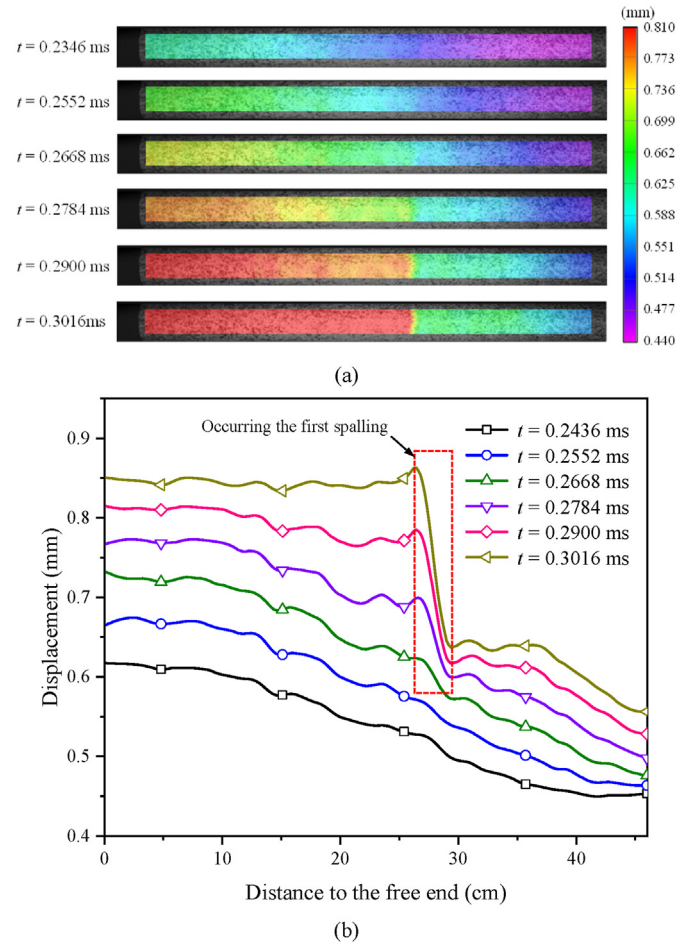 (mm)
t = 0.2346 ms
t = 0.2552 ms
t = 0.2668 ms
t = 0.2784 ms
t = 0.2900 ms
t = 0.3016ms
0.810
0.773
0.736
0.699
0.662
0.625
0.588
0.551
0.514
0.477
0.440
(a)
Occurring the first spalling
t = 0.2436 ms
t = 0.2552 ms
t = 0.2668 ms
t = 0.2784 ms
t = 0.2900 ms
t = 0.3016 ms
Displacement (mm)
0.9
0.8
0.7
0.6
0.5
0.4
0
10
20
30
40
Distance to the free end (cm)
(b)